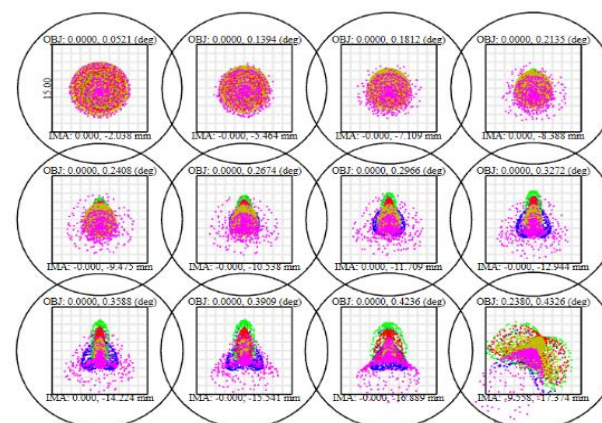 OBJ: 0.0000, 0.0521 (deg)
OBJ: 0.0000, 0.1394 (deg)
OBJ: 0.0000, 0.1812 (deg)
OBJ: 0.0000, 0.2135 (deg)
15.00
IMA: 0.000, -2.038 mm
IMA: -0.000, -5.464 mm
IMA: -0.000, -7.109 mm
IMA: 0.000, -8.388 mm
OBJ: 0.0000, 0.2408 (deg)
OBJ: 0.0000, 0.2674 (deg)
OBJ: 0.0000, 0.2966 (deg)
OBJ: 0.0000, 0.3272 (deg)
IMA: -0.000, -9.475 mm
IMA: -0.000, -10.538 mm
IMA: 0.000, -11.709 mm
IMA: -0.000, -12.944 mm
OBJ: 0.0000, 0.3588 (deg)
OBJ: 0.0000, 0.3909 (deg)
OBJ: 0.0000, 0.4236 (deg)
OBJ: 0.2380, 0.4326 (deg)
IMA: 0.000, -14.224 mm
IMA: -0.000, -15.541 mm
IMA: -0.000, -16.889 mm
IMA: -9.558, -17.374 mm